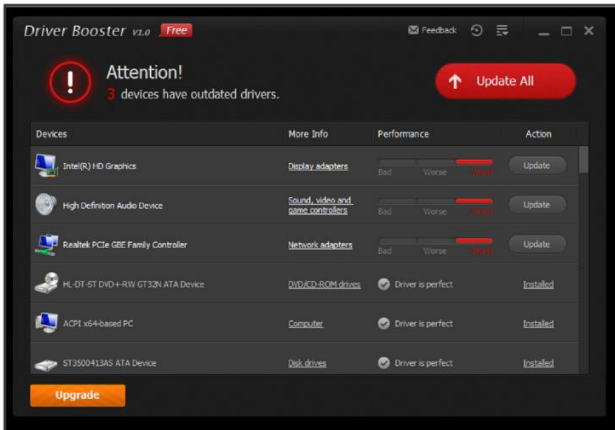 Driver Booster V1.0 Free
Feedback
Attention!
3 devices have outdated drivers.
Update All
Devices More Info Performance Action
Intel(R) HD Graphics Display adapters Bad Worse Worst Update
High Definition Audio Device Sound, video and
game controllers Bad Worse Worst Update
Realtek PCIe GBE Family Controller Network adapters Bad Worse Worst Update
HL-DT-ST DVD+-RW GT32N ATA Device DVD/CD-ROM drives Driver is perfect Installed
ACPI x64-based PC Computer Driver is perfect Installed
ST3500413AS ATA Device Disk drives Driver is perfect Installed
Upgrade